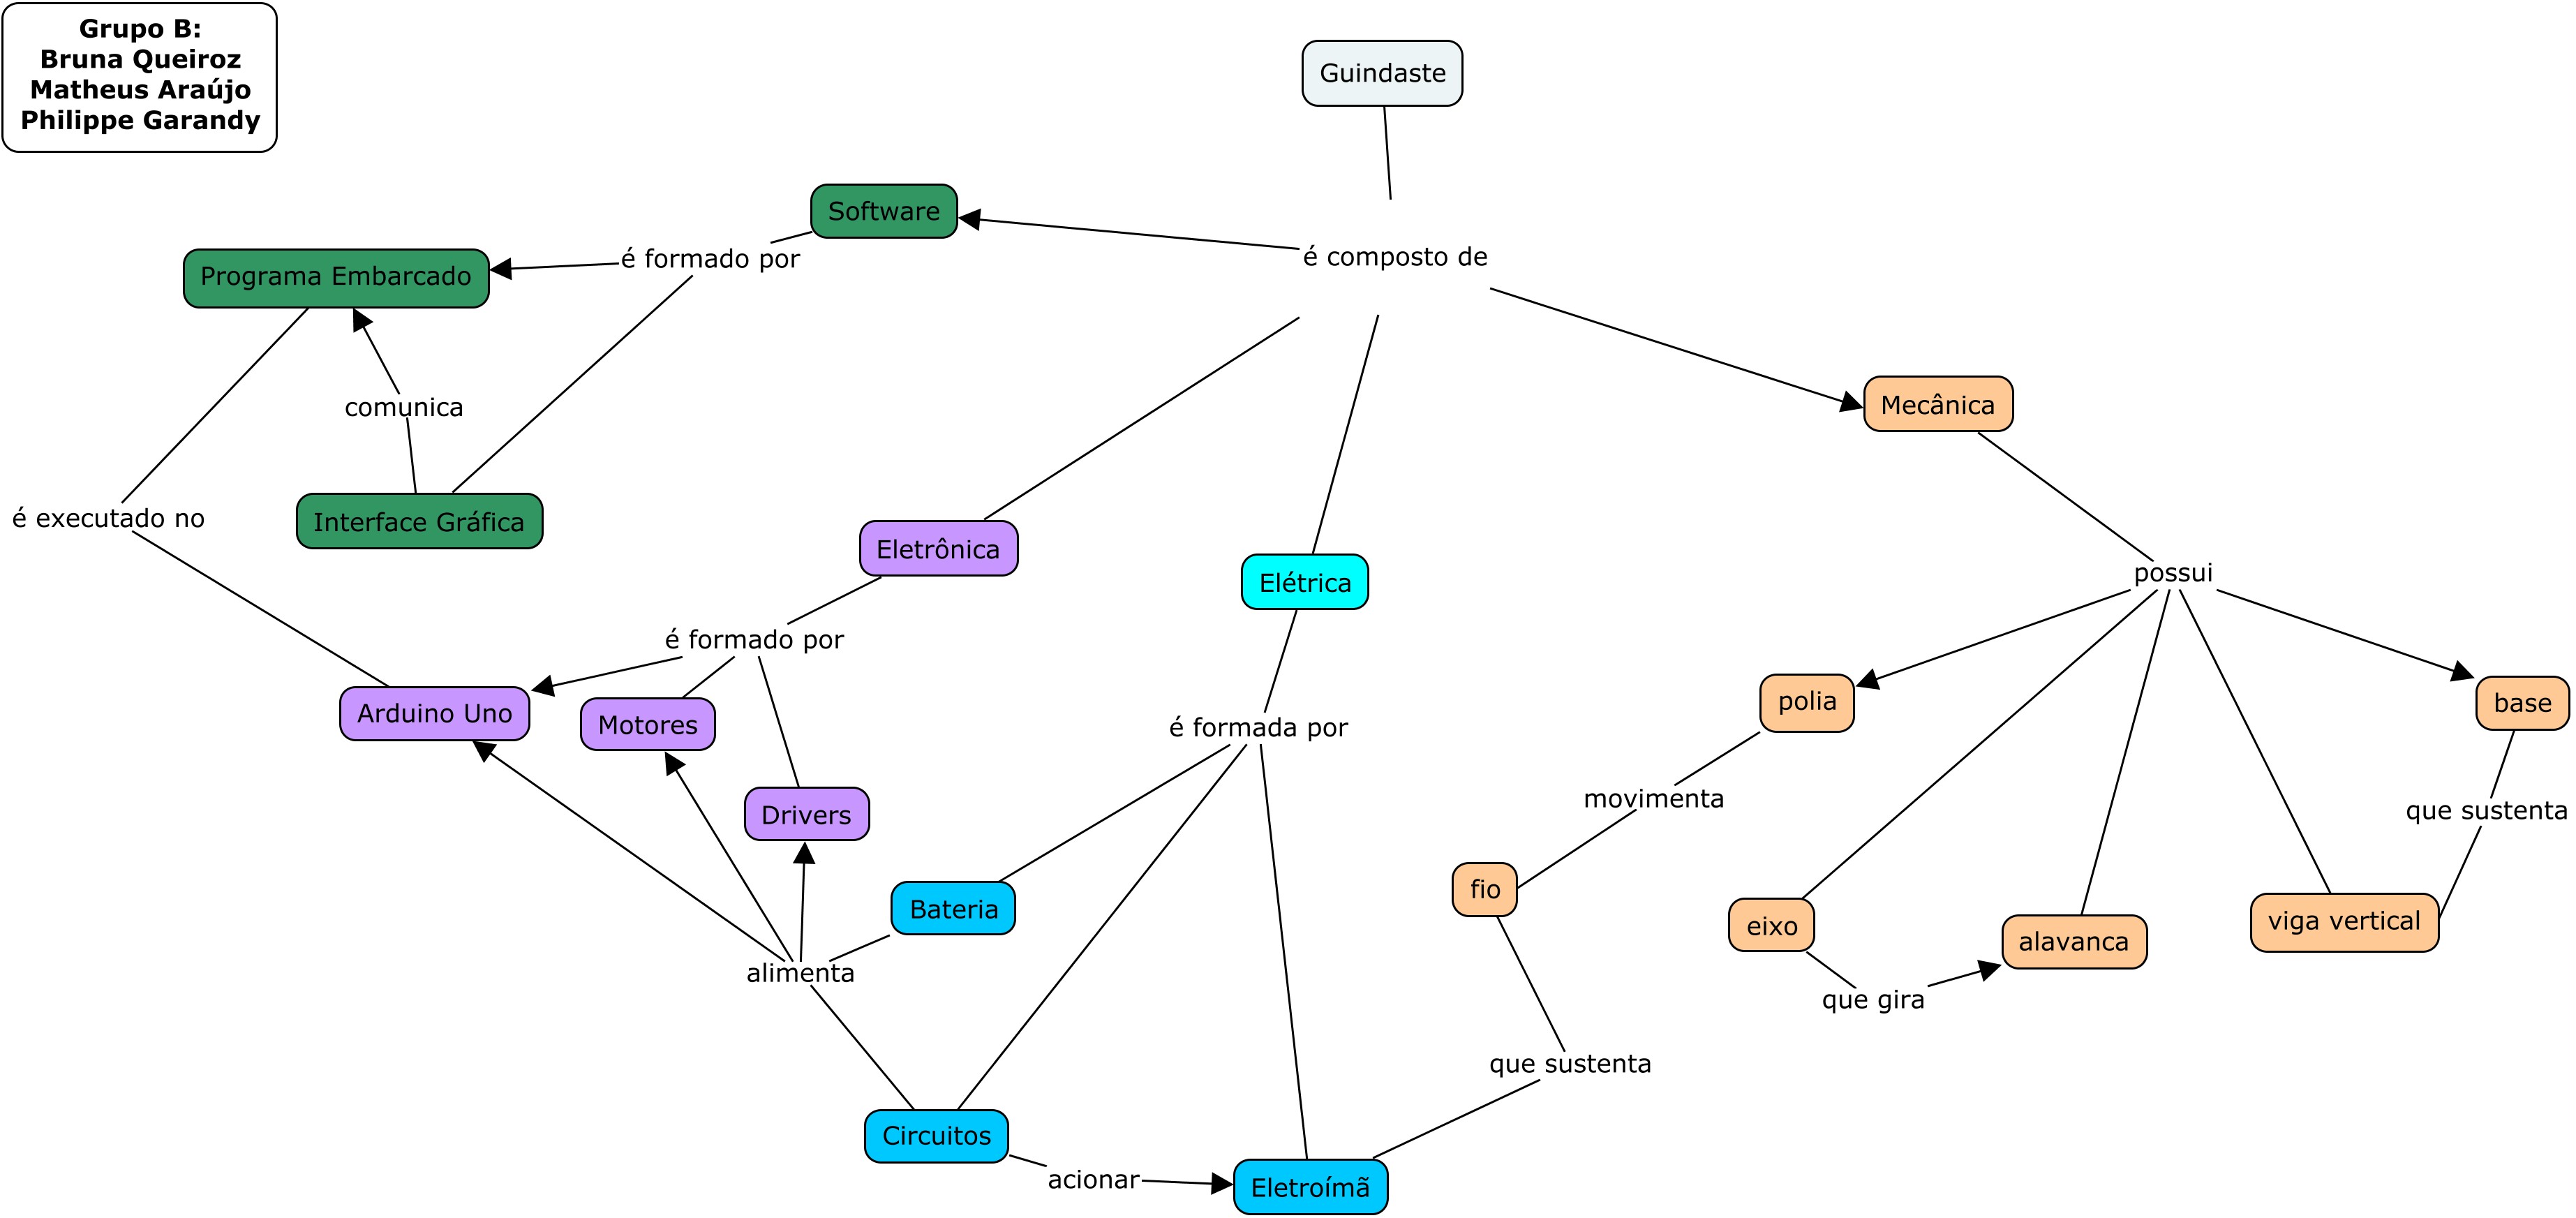 Grupo B:
Bruna Queiroz
Matheus Araújo
Philippe Garandy
Guindaste
Software
é composto de
é formado por
Programa Embarcado
comunica
Mecânica
é executado no
Interface Gráfica
Eletrônica
Elétrica
possui
é formado por
Arduino Uno
Motores
é formada por
polia
base
Drivers
movimenta
que sustenta
Bateria
fio
eixo
alavanca
viga vertical
alimenta
que gira
que sustenta
Circuitos
acionar
Eletroímã